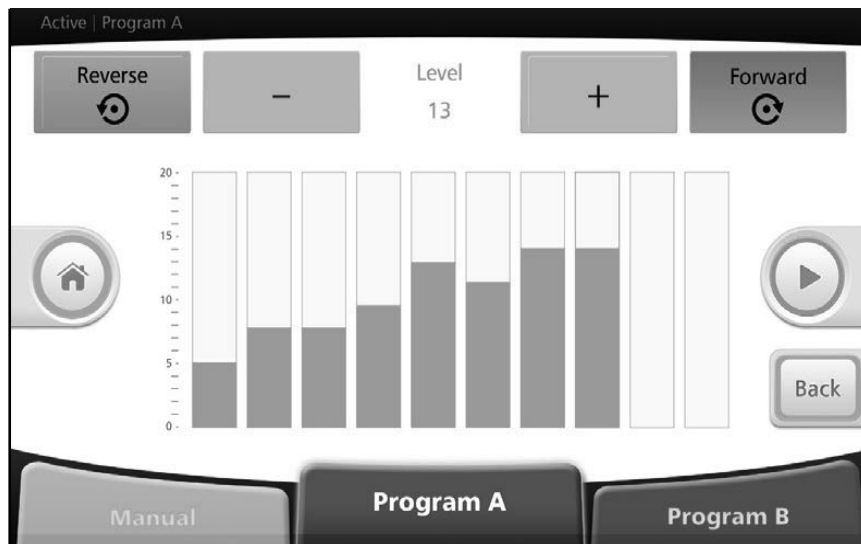 Active | Program A
Reverse
-
Level
13
+
Forward
20
15
10
5
0
Back
Manual
Program A
Program B